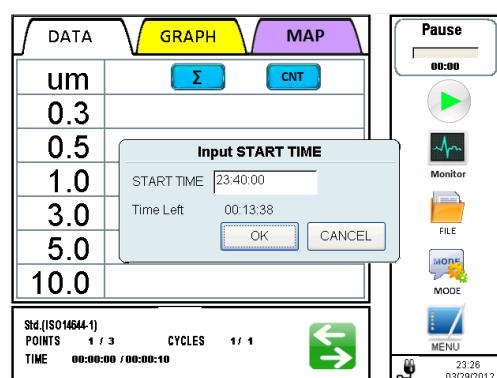 DATA GRAPH MAP
um Σ CNT
0.3
0.5
1.0
3.0
5.0
10.0
Input START TIME
START TIME 23:40:00
Time Left 00:13:38
OK CANCEL
Std.(ISO14644-1)
POINTS 1 / 3 CYCLES 1/ 1
TIME 00:00:00 / 00:00:10
Pause
00:00
Monitor
FILE
MODE
MODE
MENU
23:26
03/29/2012